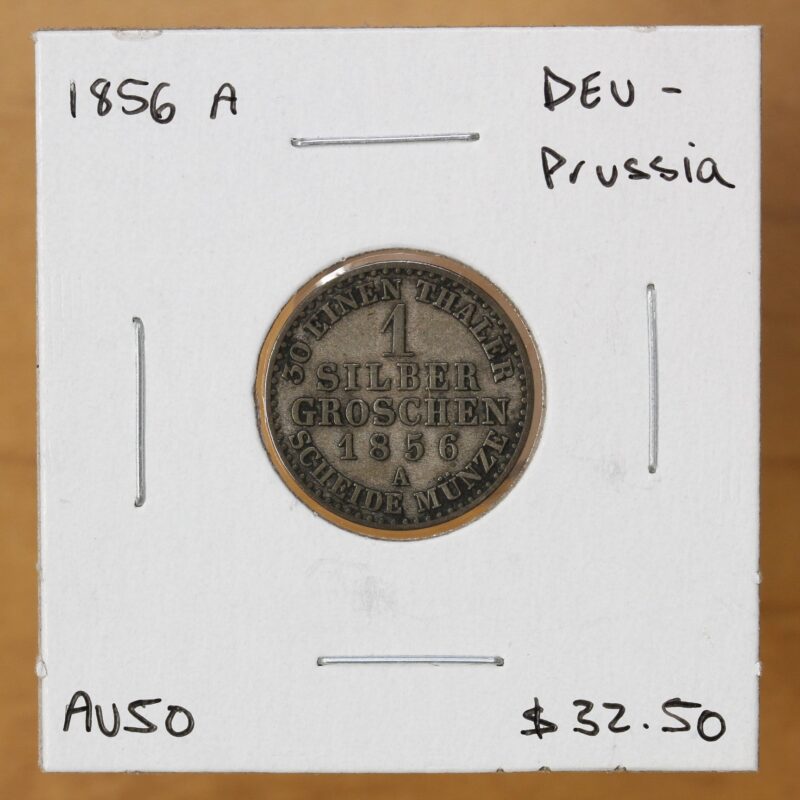 1856 A
DEU -
Prussia
30 EINEN THALER
1
SILBER
GROSCHEN
1856
A
SCHEIDE MÜNZE
AU50
$32.50